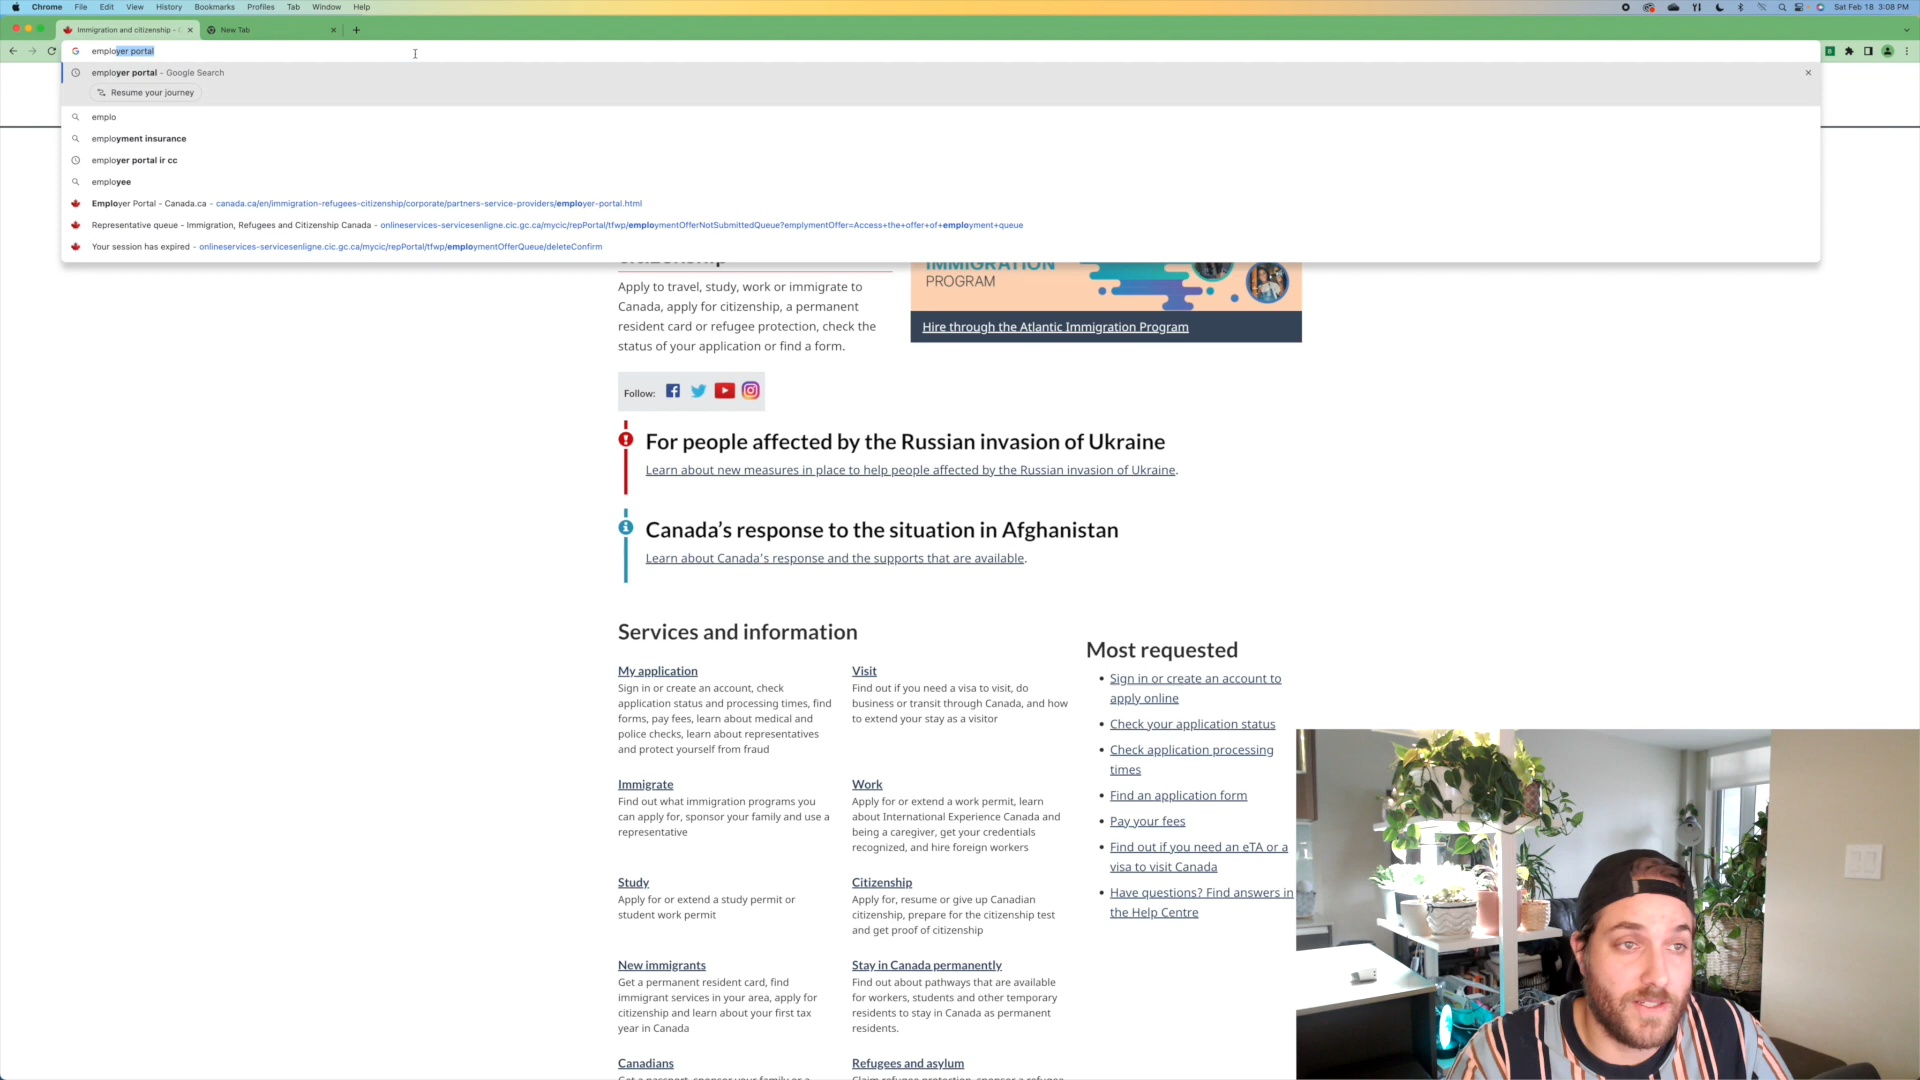 Chrome File Edit View History Bookmarks Profiles Tab Window Help
Sat Feb 18 3:08 PM
Immigration and citizenship -
New Tab
employer portal
employer portal - Google Search
Resume your journey
emplo
employment insurance
employer portal ir cc
employee
Employer Portal - Canada.ca - canada.ca/en/immigration-refugees-citizenship/corporate/partners-service-providers/employer-portal.html
Representative queue - Immigration, Refugees and Citizenship Canada - onlineservices-servicesenligne.cic.gc.ca/mycic/repPortal/tfwp/employmentOfferNotSubmittedQueue?emplymentOffer=Access+the+offer+of+employment+queue
Your session has expired - onlineservices-servicesenligne.cic.gc.ca/mycic/repPortal/tfwp/employmentOfferQueue/deleteConfirm
IMMIGRATION
PROGRAM
Hire through the Atlantic Immigration Program
Apply to travel, study, work or immigrate to
Canada, apply for citizenship, a permanent
resident card or refugee protection, check the
status of your application or find a form.
Follow:
For people affected by the Russian invasion of Ukraine
Learn about new measures in place to help people affected by the Russian invasion of Ukraine.
Canada's response to the situation in Afghanistan
Learn about Canada's response and the supports that are available.
Services and information
My application
Sign in or create an account, check
application status and processing times, find
forms, pay fees, learn about medical and
police checks, learn about representatives
and protect yourself from fraud
Visit
Find out if you need a visa to visit, do
business or transit through Canada, and how
to extend your stay as a visitor
Immigrate
Find out what immigration programs you
can apply for, sponsor your family and use a
representative
Work
Apply for or extend a work permit, learn
about International Experience Canada and
being a caregiver, get your credentials
recognized, and hire foreign workers
Study
Apply for or extend a study permit or
student work permit
Citizenship
Apply for, resume or give up Canadian
citizenship, prepare for the citizenship test
and get proof of citizenship
New immigrants
Get a permanent resident card, find
immigrant services in your area, apply for
citizenship and learn about your first tax
year in Canada
Stay in Canada permanently
Find out about pathways that are available
for workers, students and other temporary
residents to stay in Canada as permanent
residents.
Canadians
Refugees and asylum
Most requested
Sign in or create an account to
apply online
Check your application status
Check application processing
times
Find an application form
Pay your fees
Find out if you need an eTA or a
visa to visit Canada
Have questions? Find answers in
the Help Centre